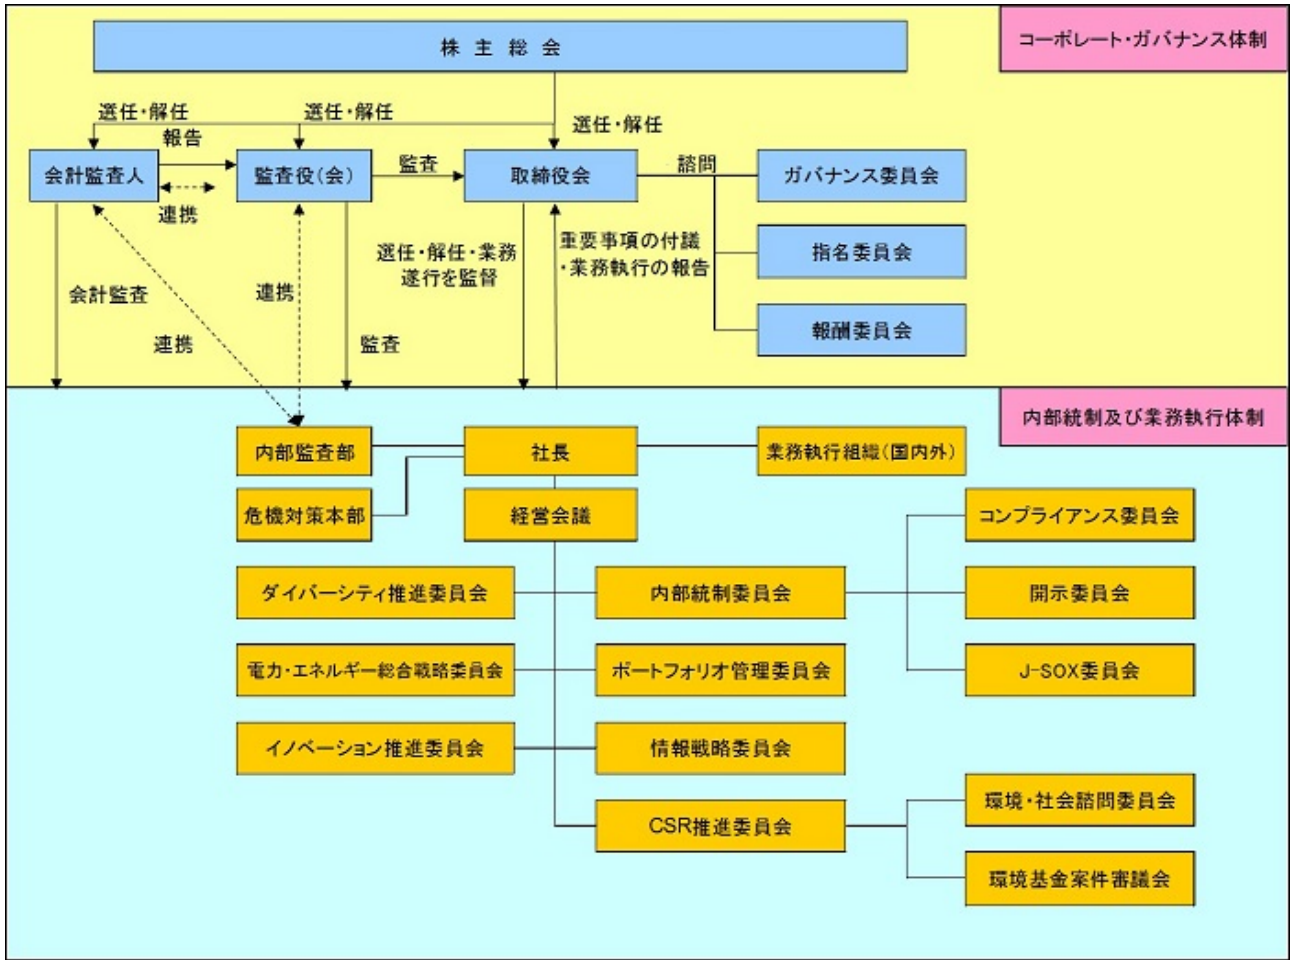 株 主 総 会
コーポレート・ガバナンス体制
選任・解任
選任・解任
選任・解任
報告
会計監査人
監査役(会)
監査
取締役会
諮問
ガバナンス委員会
連携
選任・解任・業務
遂行を監督
重要事項の付議
・業務執行の報告
指名委員会
会計監査
連携
連携
監査
報酬委員会
内部統制及び業務執行体制
内部監査部
社長
業務執行組織(国内外)
危機対策本部
経営会議
コンプライアンス委員会
ダイバーシティ推進委員会
内部統制委員会
開示委員会
電力・エネルギー総合戦略委員会
ポートフォリオ管理委員会
J-SOX委員会
イノベーション推進委員会
情報戦略委員会
環境・社会諮問委員会
CSR推進委員会
環境基金案件審議会